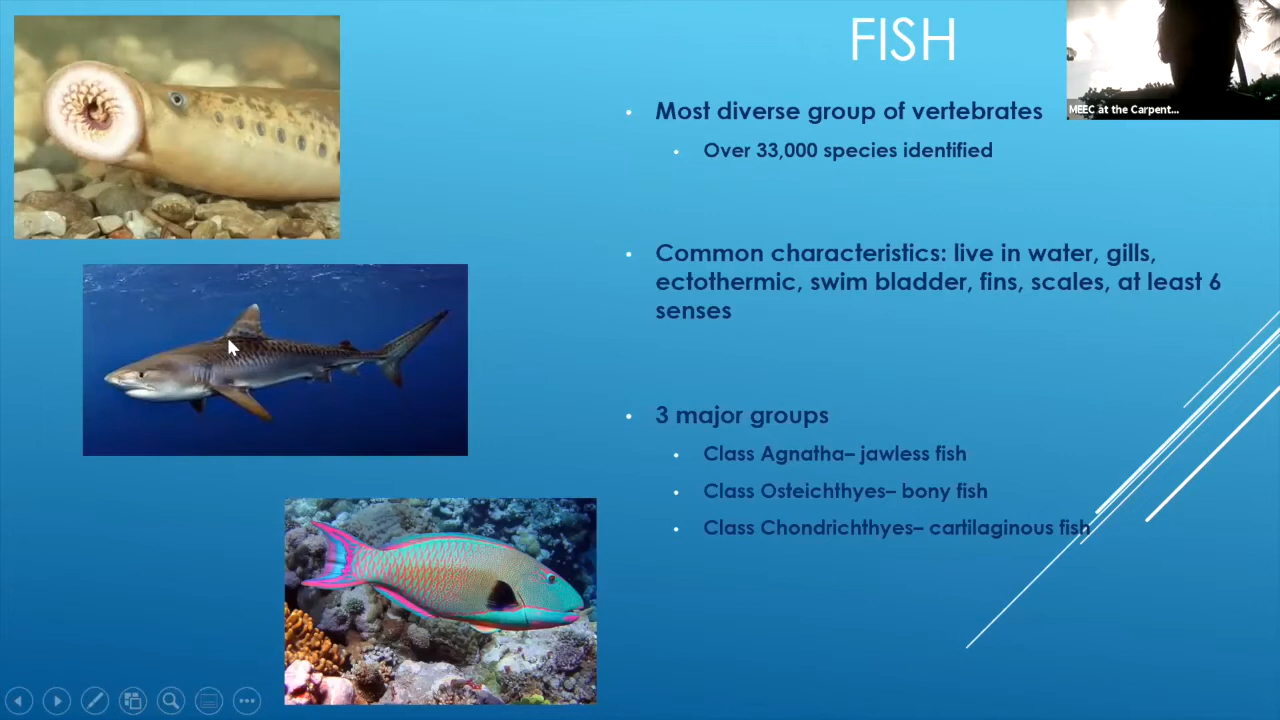 FISH
MEEC at the Carpent...
Most diverse group of vertebrates
Over 33,000 species identified
Common characteristics: live in water, gills,
ectothermic, swim bladder, fins, scales, at least 6
senses
3 major groups
Class Agnatha– jawless fish
Class Osteichthyes– bony fish
Class Chondrichthyes– cartilaginous fish